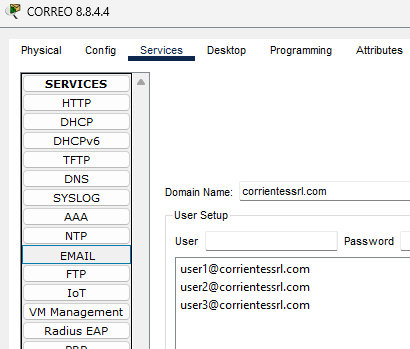 CORREO 8.8.4.4
Physical Config Services Desktop Programming Attributes
SERVICES
HTTP
DHCP
DHCPv6
TFTP
DNS
SYSLOG
AAA
NTP
EMAIL
FTP
IoT
VM Management
Radius EAP
Domain Name: corrientessrl.com
User Setup
User Password
user1@corrientessrl.com
user2@corrientessrl.com
user3@corrientessrl.com